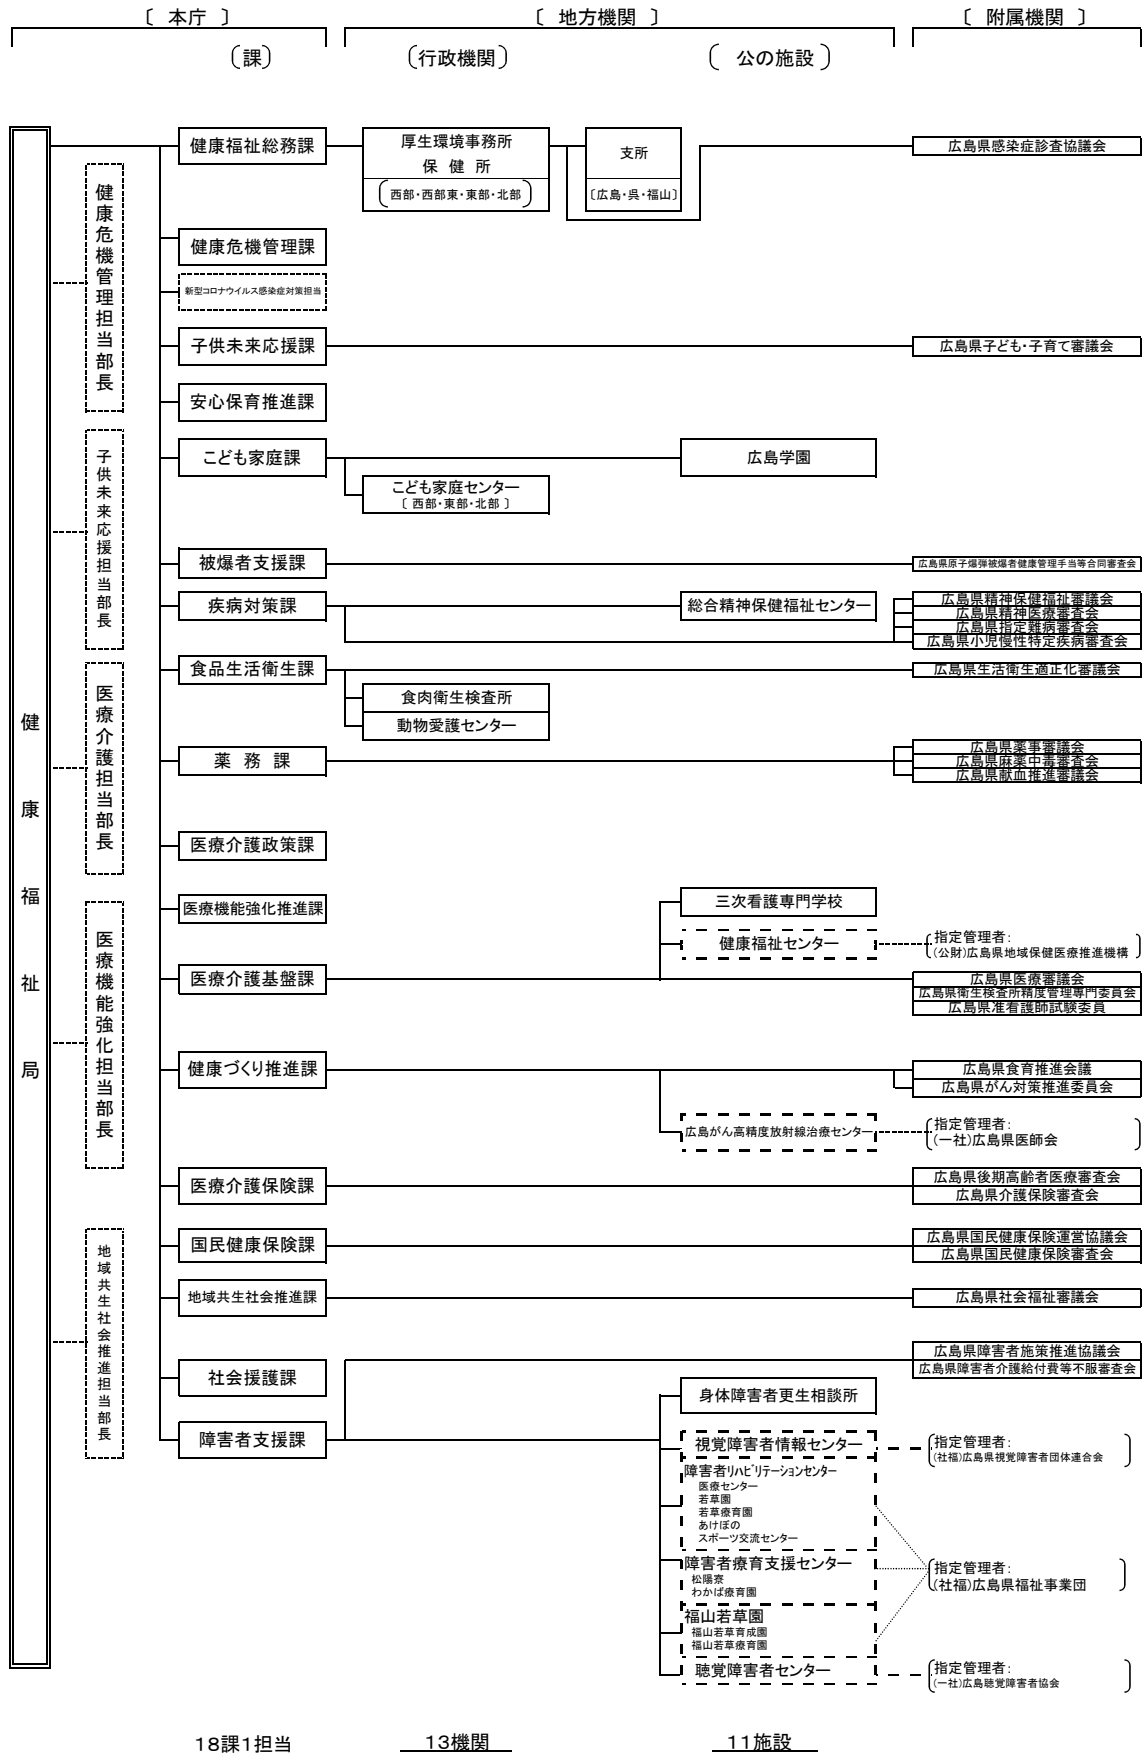 〔 本庁 〕
〔 地方機関 〕
〔 附属機関 〕
〔課〕
〔行政機関〕
〔 公の施設 〕
健康福祉局
健康危機管理担当部長
子供未来応援担当部長
医療介護担当部長
医療機能強化担当部長
地域共生社会推進担当部長
健康福祉総務課
厚生環境事務所
保 健 所
〔西部・西部東・東部・北部〕
支所
〔広島・呉・福山〕
広島県感染症診査協議会
健康危機管理課
新型コロナウイルス感染症対策担当
子供未来応援課
広島県子ども・子育て審議会
安心保育推進課
こども家庭課
広島学園
こども家庭センター
〔 西部・東部・北部 〕
被爆者支援課
広島県原子爆弾被爆者健康管理手当等合同審査会
疾病対策課
総合精神保健福祉センター
広島県精神保健福祉審議会
広島県精神医療審査会
広島県指定難病審査会
広島県小児慢性特定疾病審査会
食品生活衛生課
広島県生活衛生適正化審議会
食肉衛生検査所
動物愛護センター
薬 務 課
広島県薬事審議会
広島県麻薬中毒審査会
広島県献血推進審議会
医療介護政策課
医療機能強化推進課
三次看護専門学校
健康福祉センター
指定管理者:
(公財)広島県地域保健医療推進機構
医療介護基盤課
広島県医療審議会
広島県衛生検査所精度管理専門委員会
広島県准看護師試験委員
健康づくり推進課
広島県食育推進会議
広島県がん対策推進委員会
広島がん高精度放射線治療センター
指定管理者:
(一社)広島県医師会
医療介護保険課
広島県後期高齢者医療審査会
広島県介護保険審査会
国民健康保険課
広島県国民健康保険運営協議会
広島県国民健康保険審査会
地域共生社会推進課
広島県社会福祉審議会
社会援護課
広島県障害者施策推進協議会
広島県障害者介護給付費等不服審査会
障害者支援課
身体障害者更生相談所
視覚障害者情報センター
指定管理者:
(社福)広島県視覚障害者団体連合会
障害者リハビリテーションセンター
医療センター
若草園
若草療育園
あけぼの
スポーツ交流センター
障害者療育支援センター
松陽寮
わかば療育園
指定管理者:
(社福)広島県福祉事業団
福山若草園
福山若草育成園
福山若草療育園
聴覚障害者センター
指定管理者:
(一社)広島聴覚障害者協会
18課1担当
13機関
11施設